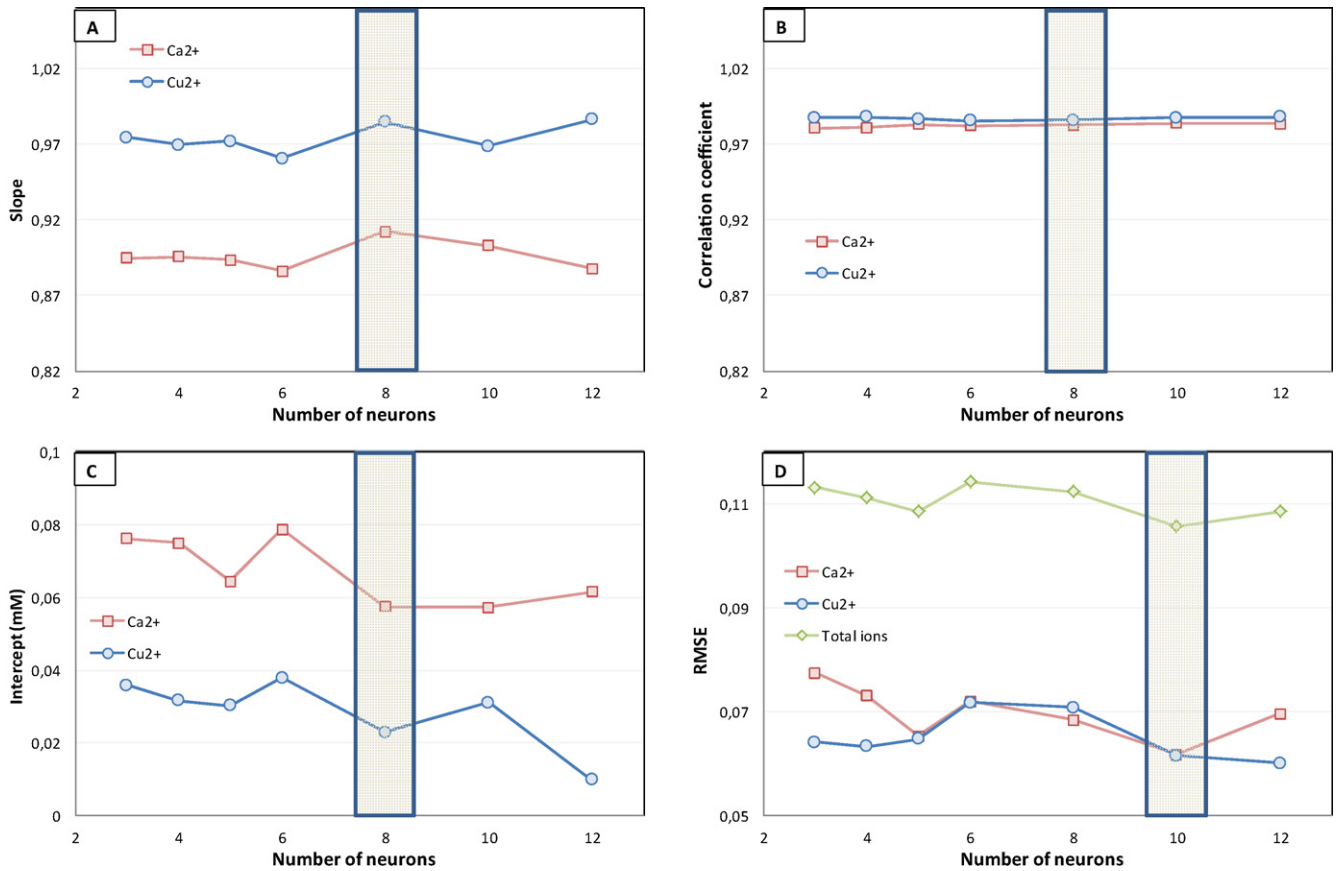 A
Ca2+
Cu2+
1,02
0,97
0,92
0,87
0,82
Slope
2 4 6 8 10 12
Number of neurons
B
1,02
0,97
0,92
0,87
0,82
Correlation coefficient
Ca2+
Cu2+
2 4 6 8 10 12
Number of neurons
C
0,1
0,08
0,06
0,04
0,02
0
Intercept (mM)
Ca2+
Cu2+
2 4 6 8 10 12
Number of neurons
D
0,11
0,09
0,07
0,05
RMSE
Ca2+
Cu2+
Total ions
2 4 6 8 10 12
Number of neurons